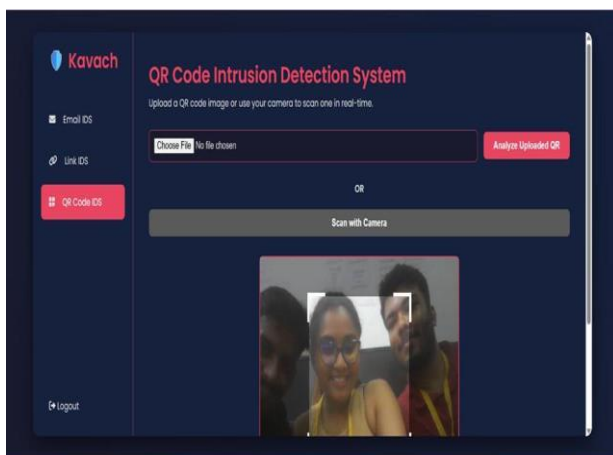 Kavach
Email IDS
Link IDS
QR Code IDS
Logout
QR Code Intrusion Detection System
Upload a QR code image or use your camera to scan one in real-time.
Choose File No file chosen
Analyze Uploaded QR
OR
Scan with Camera